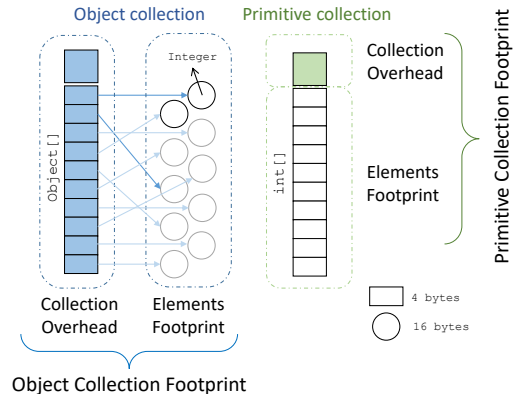 Object collection
Primitive collection
Integer
Object[]
int[]
Collection
Overhead
Elements
Footprint
Primitive Collection Footprint
4 bytes
16 bytes
Collection
Overhead
Elements
Footprint
Object Collection Footprint